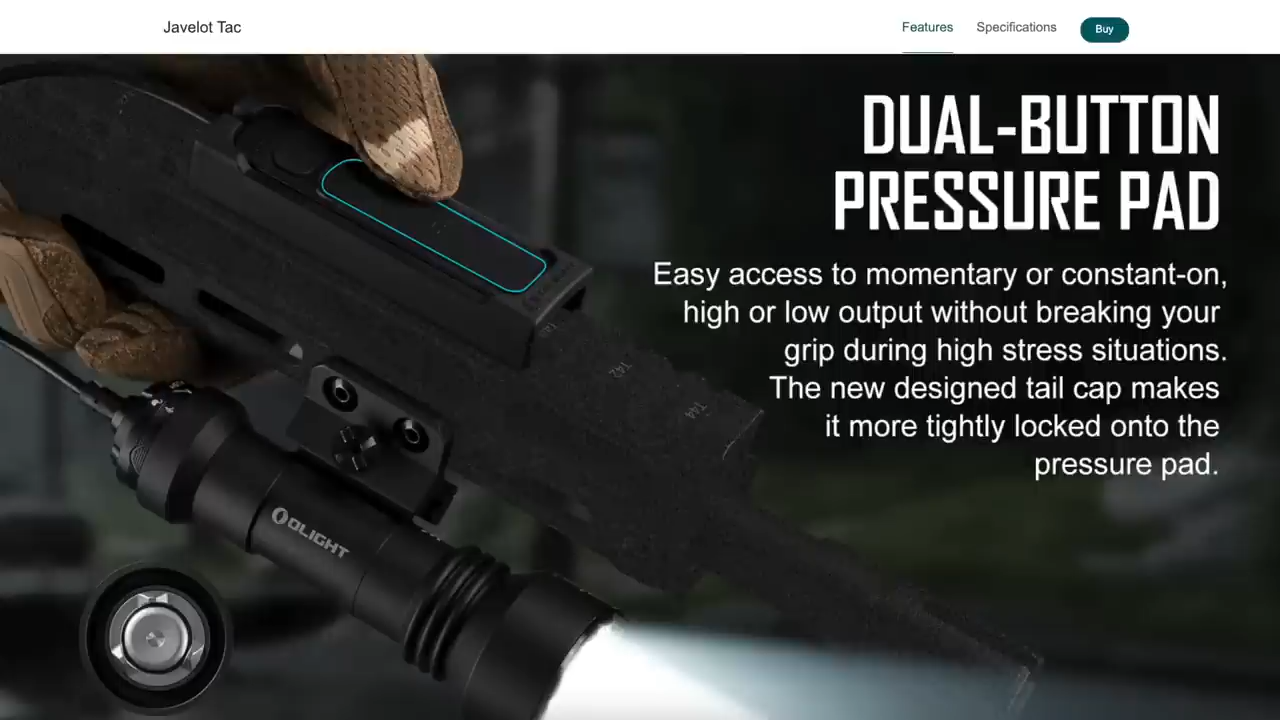 Javelot Tac
Features
Specifications
Buy
DUAL-BUTTON
PRESSURE PAD
Easy access to momentary or constant-on,
high or low output without breaking your
grip during high stress situations.
The new designed tail cap makes
it more tightly locked onto the
pressure pad.
T42
T44
OLIGHT